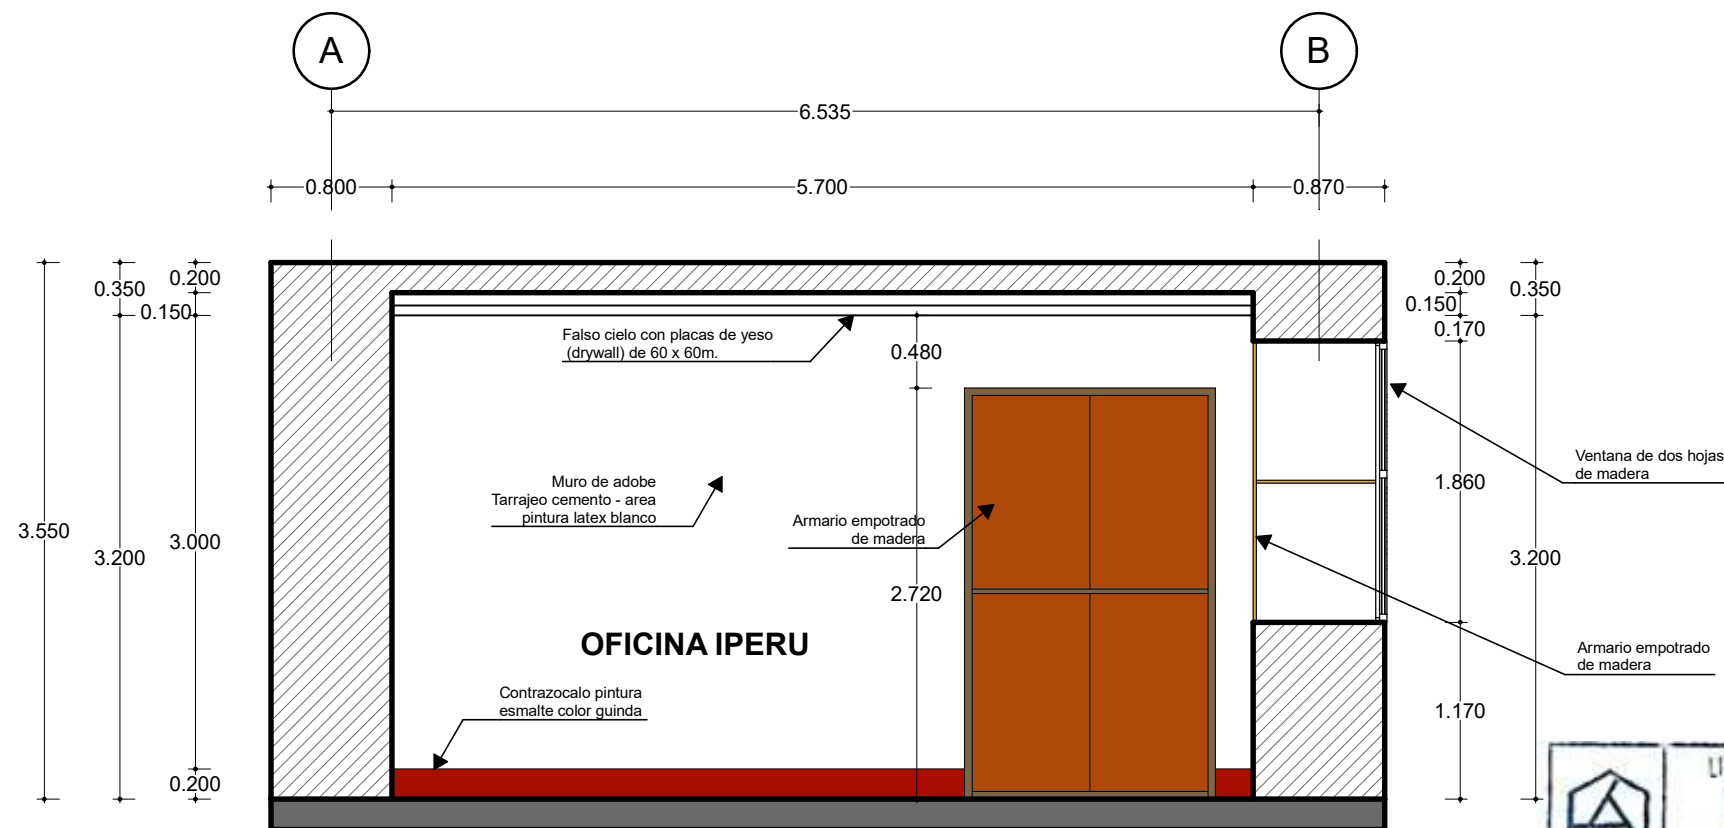 A
B
6.535
0.800
5.700
0.870
0.200
0.350
0.150
0.200
0.350
0.150
0.170
Falso cielo con placas de yeso
(drywall) de 60 x 60m.
0.480
Muro de adobe
Tarrajeo cemento - area
pintura latex blanco
Armario empotrado
de madera
Ventana de dos hojas
de madera
1.860
3.550
3.200
3.000
3.200
2.720
OFICINA IPERU
Armario empotrado
de madera
Contrazocalo pintura
esmalte color guinda
1.170
0.200